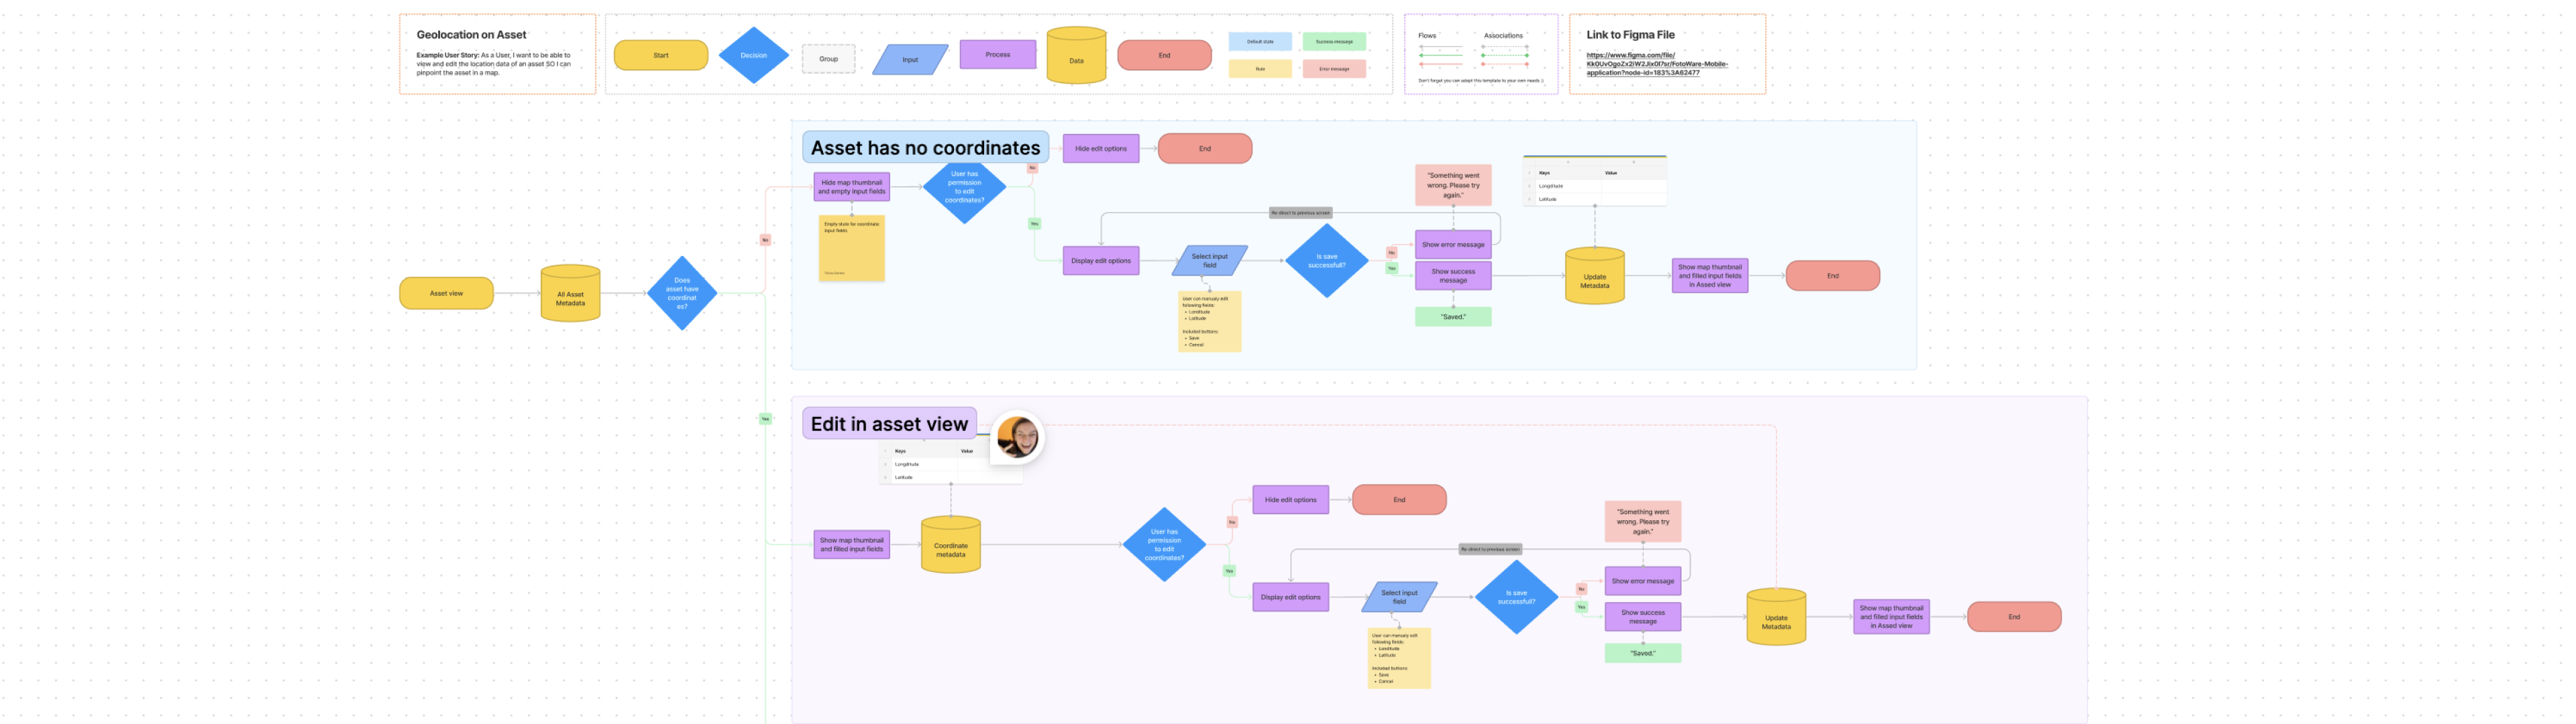 Geolocation on Asset
Example User Story: As a User, I want to be able to
view and edit the location data of an asset SO I can
pinpoint the asset in a map.
Start
Decision
Group
Input
Process
Data
End
Default state
Success message
Rule
Error message
Flows
Associations
Don't forget you can adapt this template to your own needs :)
Link to Figma File
https://www.figma.com/file/
Kk0UvOgoZx2iW2Jix0t7sr/FotoWare-Mobile-
application?node-id=183%3A62477
Asset view
All Asset
Metadata
Does
asset have
coordinat
es?
No
Yes
Asset has no coordinates
Hide map thumbnail
and empty input fields
Empty state for coordinate
input fields
User has
permission
to edit
coordinates?
No
Hide edit options
End
Yes
Display edit options
Re-direct to previous screen
Select input
field
User can manualy edit
following fields:
• Londitude
• Latitude
Included buttons:
• Save
• Cancel
Is save
successfull?
No
Yes
"Something went
wrong. Please try
again."
Show error message
Show success
message
"Saved."
Keys
Value
Longditude
Latitude
Update
Metadata
Show map thumbnail
and filled input fields
in Assed view
End
Edit in asset view
Keys
Value
Longditude
Latitude
Show map thumbnail
and filled input fields
Coordinate
metadata
User has
permission
to edit
coordinates?
No
Hide edit options
End
Yes
Display edit options
Re-direct to previous screen
Select input
field
User can manualy edit
following fields:
• Londitude
• Latitude
Included buttons:
• Save
• Cancel
Is save
successfull?
No
Yes
"Something went
wrong. Please try
again."
Show error message
Show success
message
"Saved."
Update
Metadata
Show map thumbnail
and filled input fields
in Assed view
End